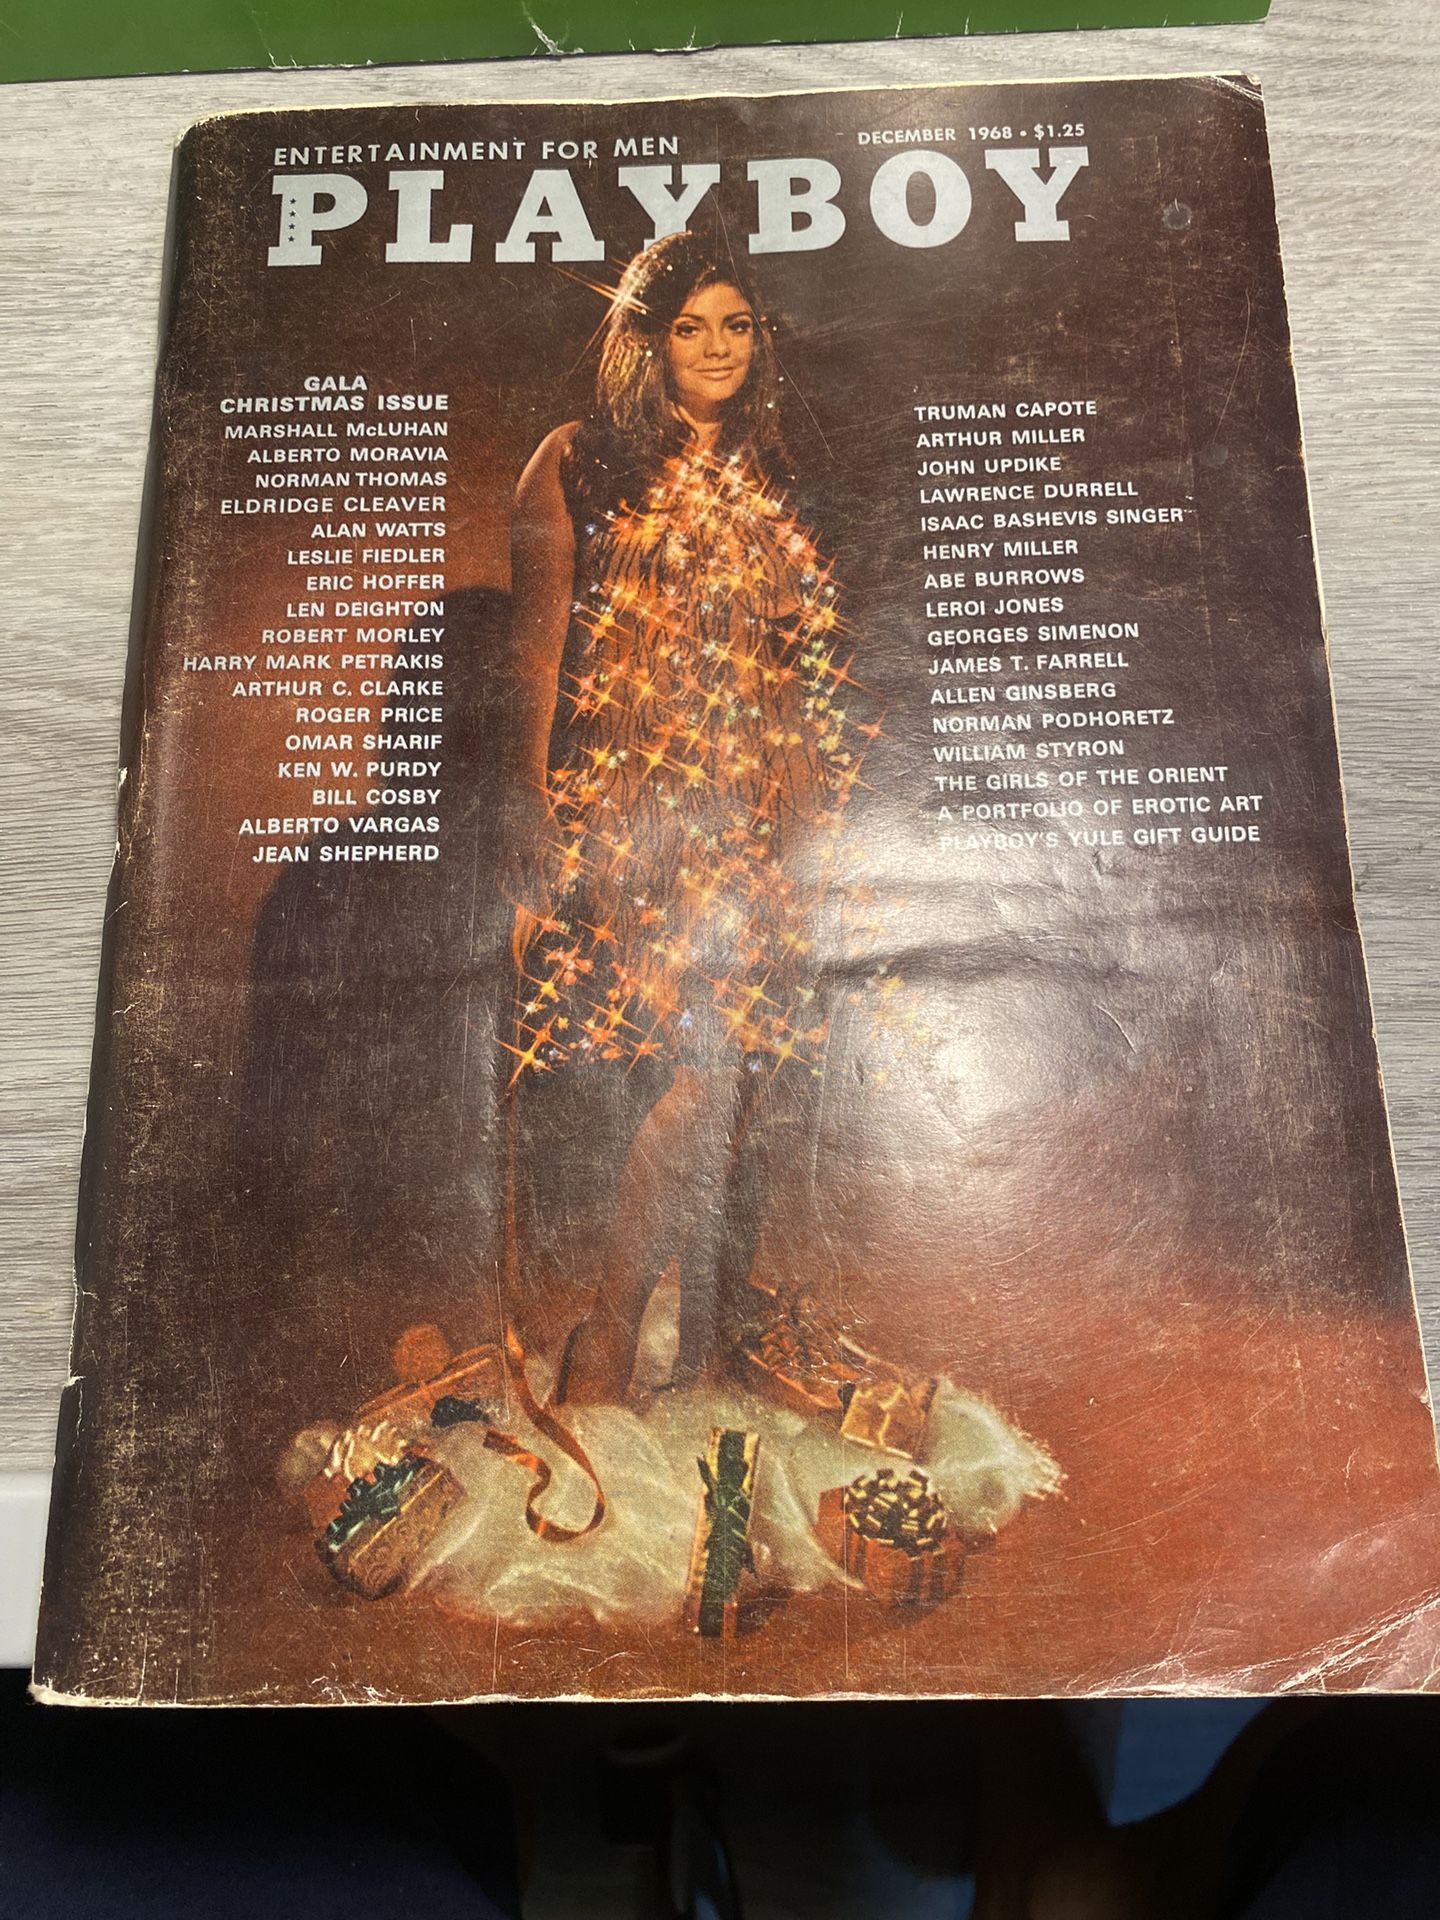 ENTERTAINMENT FOR MEN
DECEMBER 1968 • $1.25
PLAYBOY
GALA
CHRISTMAS ISSUE
MARSHALL McLUHAN
ALBERTO MORAVIA
NORMAN THOMAS
ELDRIDGE CLEAVER
ALAN WATTS
LESLIE FIEDLER
ERIC HOFFER
LEN DEIGHTON
ROBERT MORLEY
HARRY MARK PETRAKIS
ARTHUR C. CLARKE
ROGER PRICE
OMAR SHARIF
KEN W. PURDY
BILL COSBY
ALBERTO VARGAS
JEAN SHEPHERD
TRUMAN CAPOTE
ARTHUR MILLER
JOHN UPDIKE
LAWRENCE DURRELL
ISAAC BASHEVIS SINGER
HENRY MILLER
ABE BURROWS
LEROI JONES
GEORGES SIMENON
JAMES T. FARRELL
ALLEN GINSBERG
NORMAN PODHORETZ
WILLIAM STYRON
THE GIRLS OF THE ORIENT
A PORTFOLIO OF EROTIC ART
PLAYBOY'S YULE GIFT GUIDE